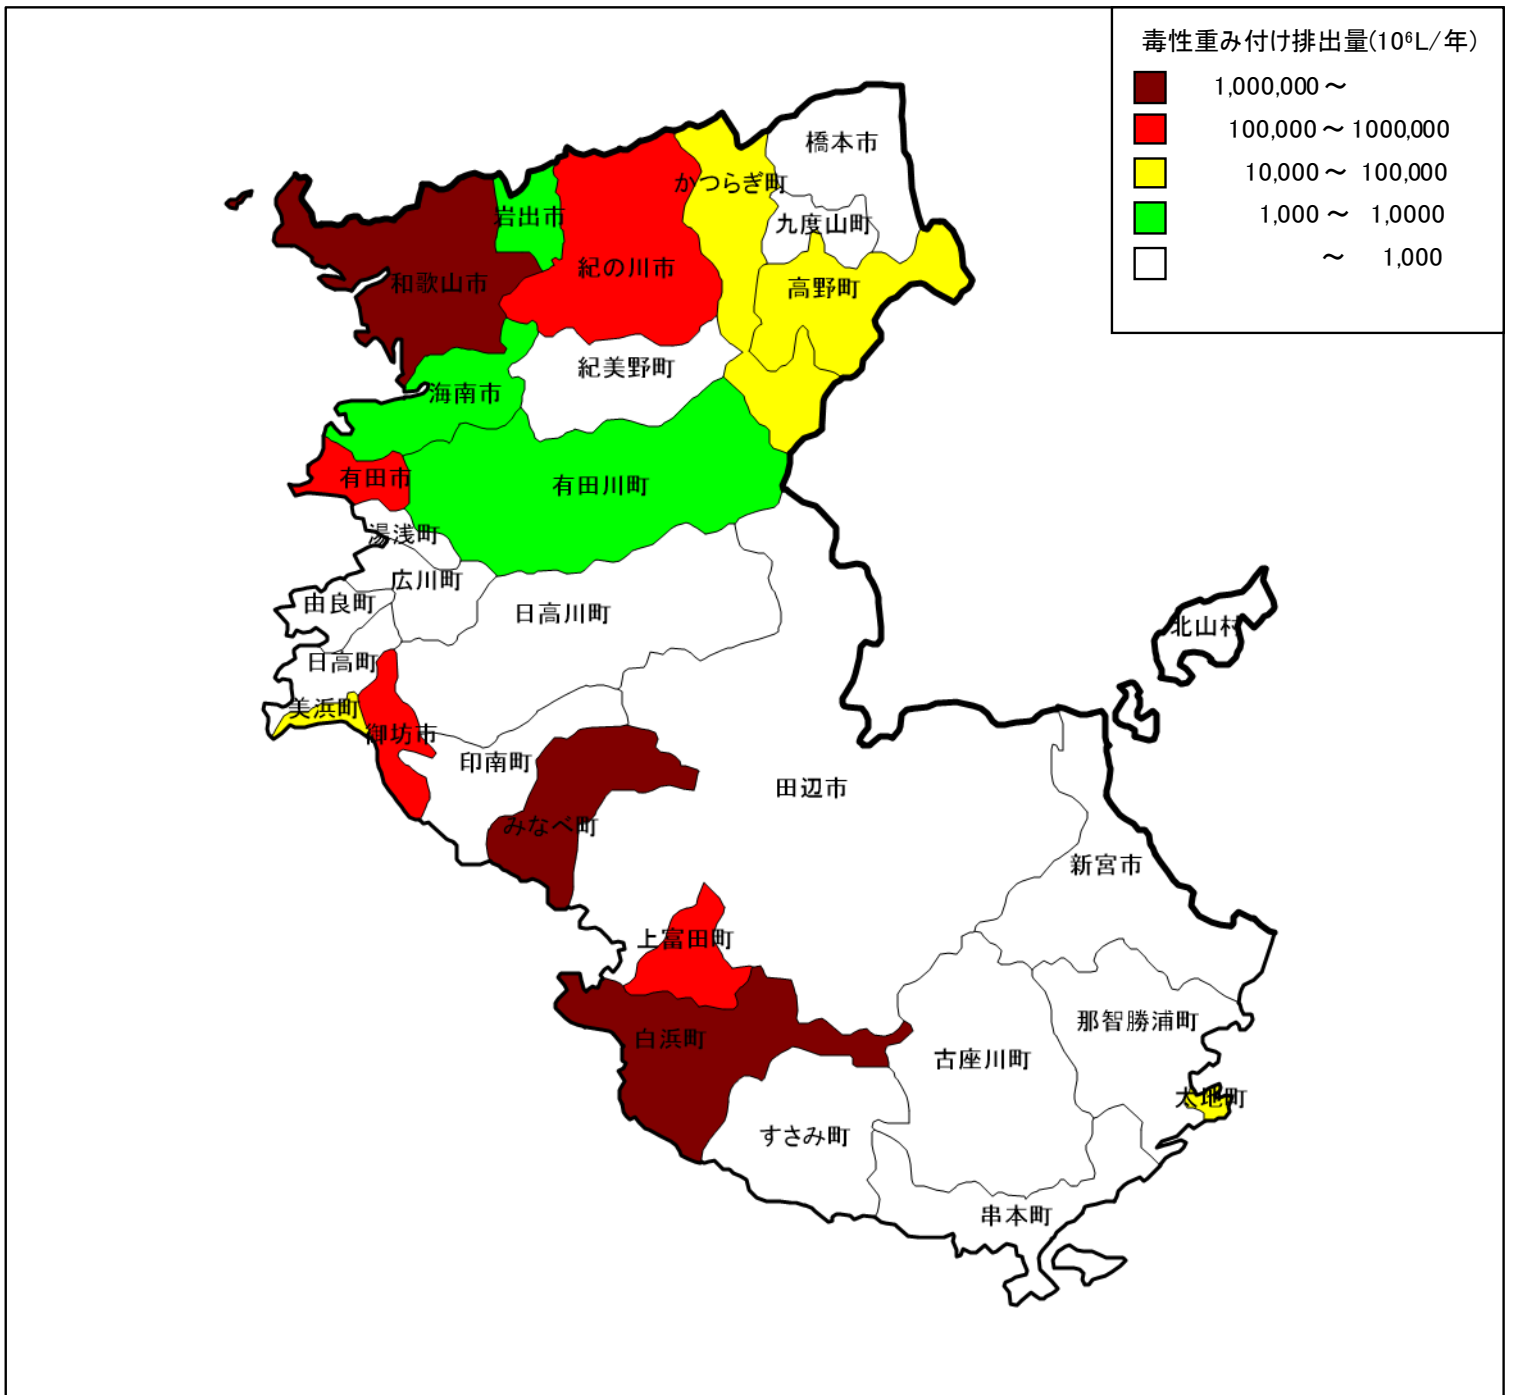 毒性重み付け排出量(10⁶L/年)
1,000,000～
100,000～1000,000
10,000～ 100,000
1,000～ 1,0000
～ 1,000
橋本市
かつらぎ町
岩出市
九度山町
紀の川市
和歌山市
高野町
紀美野町
海南市
有田市
有田川町
湯浅町
広川町
由良町
日高川町
北山村
日高町
美浜町
御坊市
印南町
田辺市
みなべ町
新宮市
上富田町
那智勝浦町
白浜町
古座川町
太地町
すさみ町
串本町